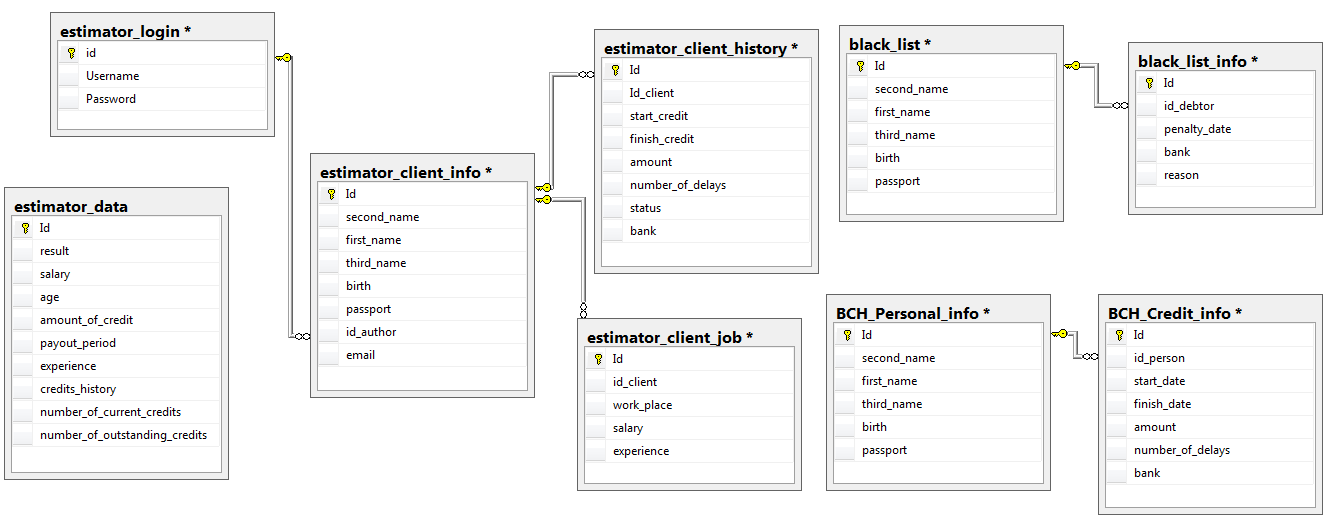 estimator_login *
id
Username
Password
estimator_data
Id
result
salary
age
amount_of_credit
payout_period
experience
credits_history
number_of_current_credits
number_of_outstanding_credits
estimator_client_info *
Id
second_name
first_name
third_name
birth
passport
id_author
email
estimator_client_history *
Id
Id_client
start_credit
finish_credit
amount
number_of_delays
status
bank
estimator_client_job *
Id
id_client
work_place
salary
experience
black_list *
Id
second_name
first_name
third_name
birth
passport
black_list_info *
Id
id_debtor
penalty_date
bank
reason
BCH_Personal_info *
Id
second_name
first_name
third_name
birth
passport
BCH_Credit_info *
Id
id_person
start_date
finish_date
amount
number_of_delays
bank